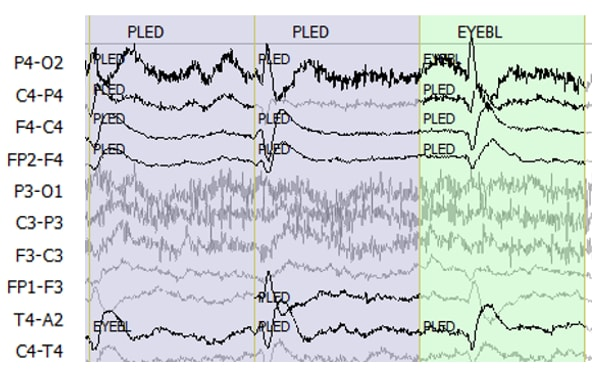 PLED PLED EYEBL
P4-O2 PLED PLED EYEBL
C4-P4 PLED PLED
F4-C4 PLED PLED PLED
FP2-F4 PLED PLED PLED
P3-O1
C3-P3
F3-C3
FP1-F3 PLED
T4-A2 EYEBL PLED PLED
C4-T4